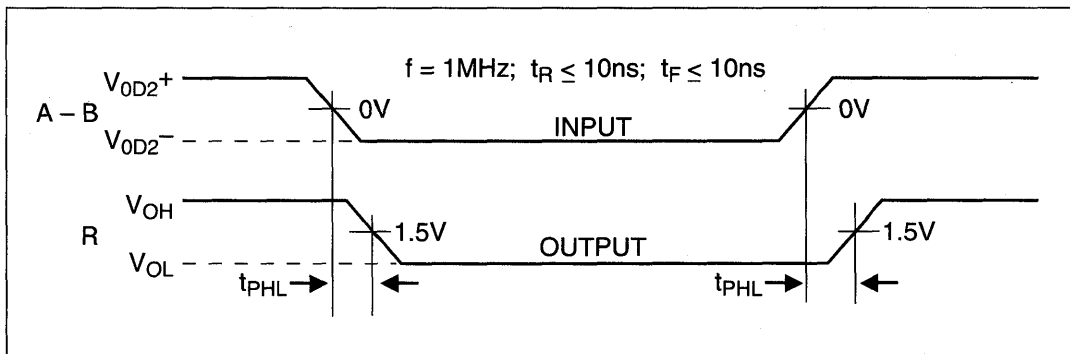 f = 1MHz; tR ≤ 10ns; tF ≤ 10ns
V0D2+
A – B
0V
0V
V0D2–
INPUT
VOH
R
1.5V
1.5V
VOL
OUTPUT
tPHL
tPHL